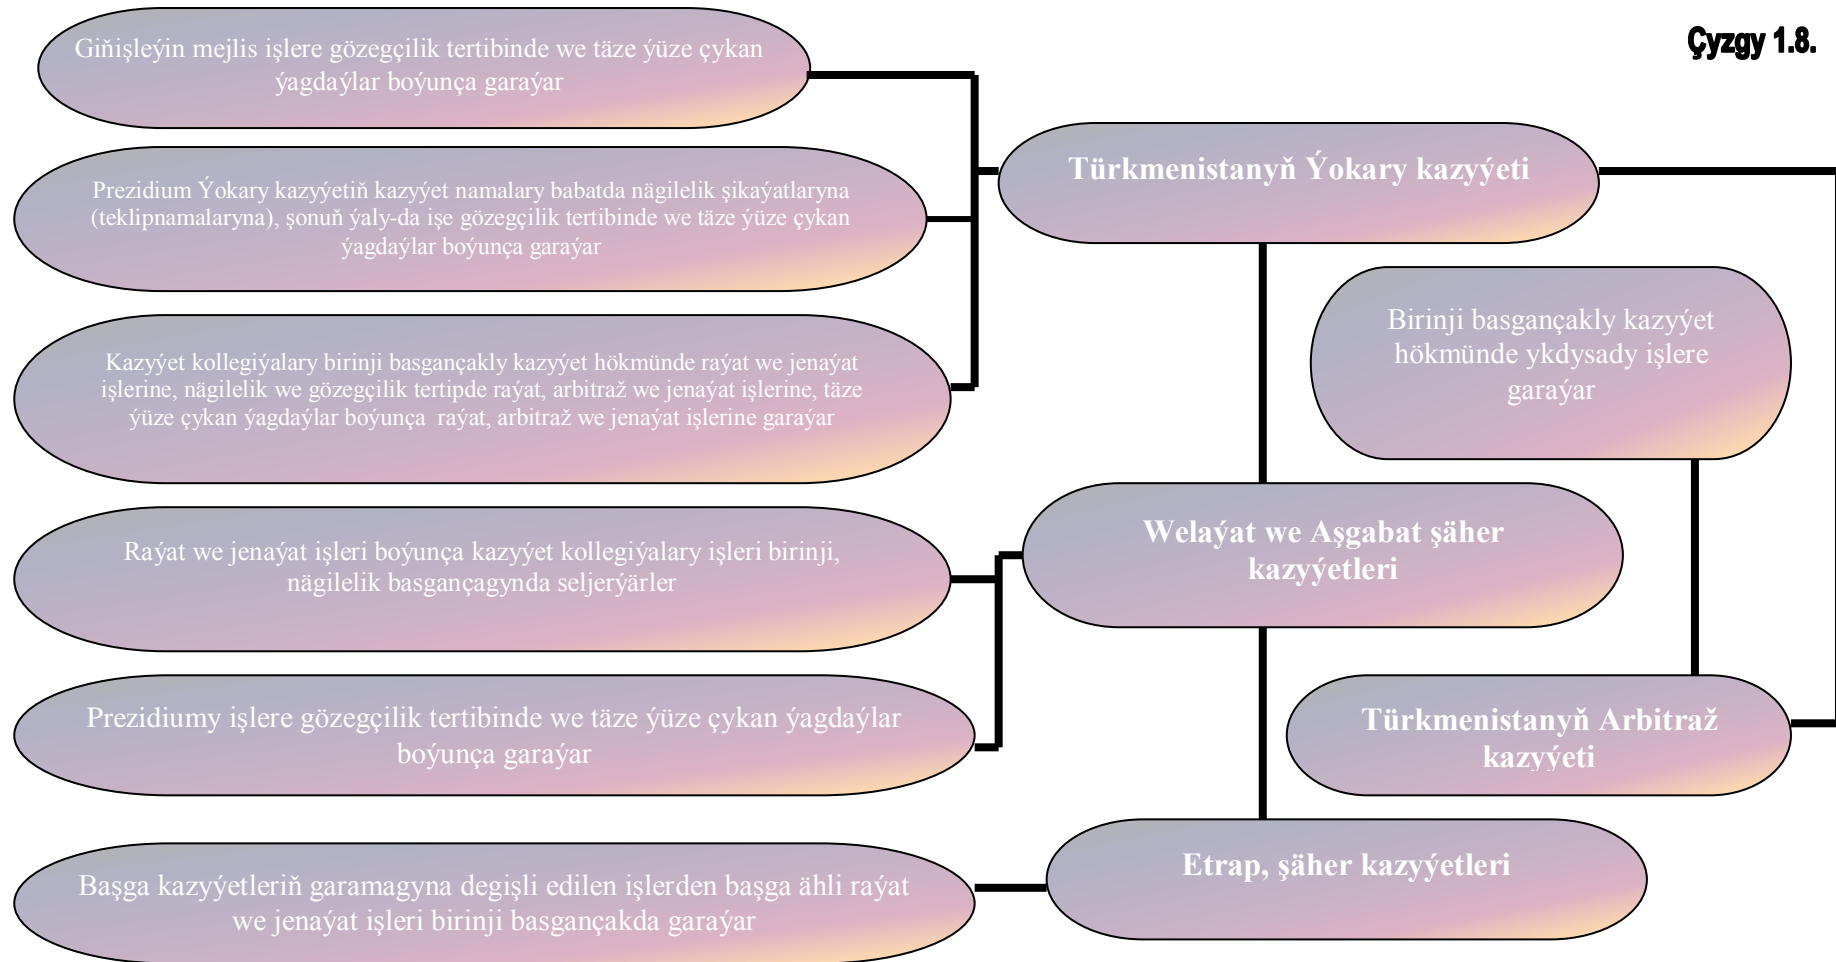 Çyzgy 1.8.
Giňişleýin mejlis işlere gözegçilik tertibinde we täze ýüze çykan
ýagdaýlar boýunça garaýar
Türkmenistanyň Ýokary kazyýeti
Prezidium Ýokary kazyýetiň kazyýet namalary babatda nägilelik şikaýatlaryna
(teklipnamalaryna), şonuň ýaly-da işe gözegçilik tertibinde we täze ýüze çykan
ýagdaýlar boýunça garaýar
Birinji basgançakly kazyýet
hökmünde ykdysady işlere
garaýar
Kazyýet kollegiýalary birinji basgançakly kazyýet hökmünde raýat we jenaýat
işlerine, nägilelik we gözegçilik tertipde raýat, arbitraž we jenaýat işlerine, täze
ýüze çykan ýagdaýlar boýunça  raýat, arbitraž we jenaýat işlerine garaýar
Welaýat we Aşgabat şäher
kazyýetleri
Raýat we jenaýat işleri boýunça kazyýet kollegiýalary işleri birinji,
nägilelik basgançagynda seljerýärler
Prezidiumy işlere gözegçilik tertibinde we täze ýüze çykan ýagdaýlar
boýunça garaýar
Türkmenistanyň Arbitraž
kazyýeti
Etrap, şäher kazyýetleri
Başga kazyýetleriň garamagyna degişli edilen işlerden başga ähli raýat
we jenaýat işleri birinji basgançakda garaýar